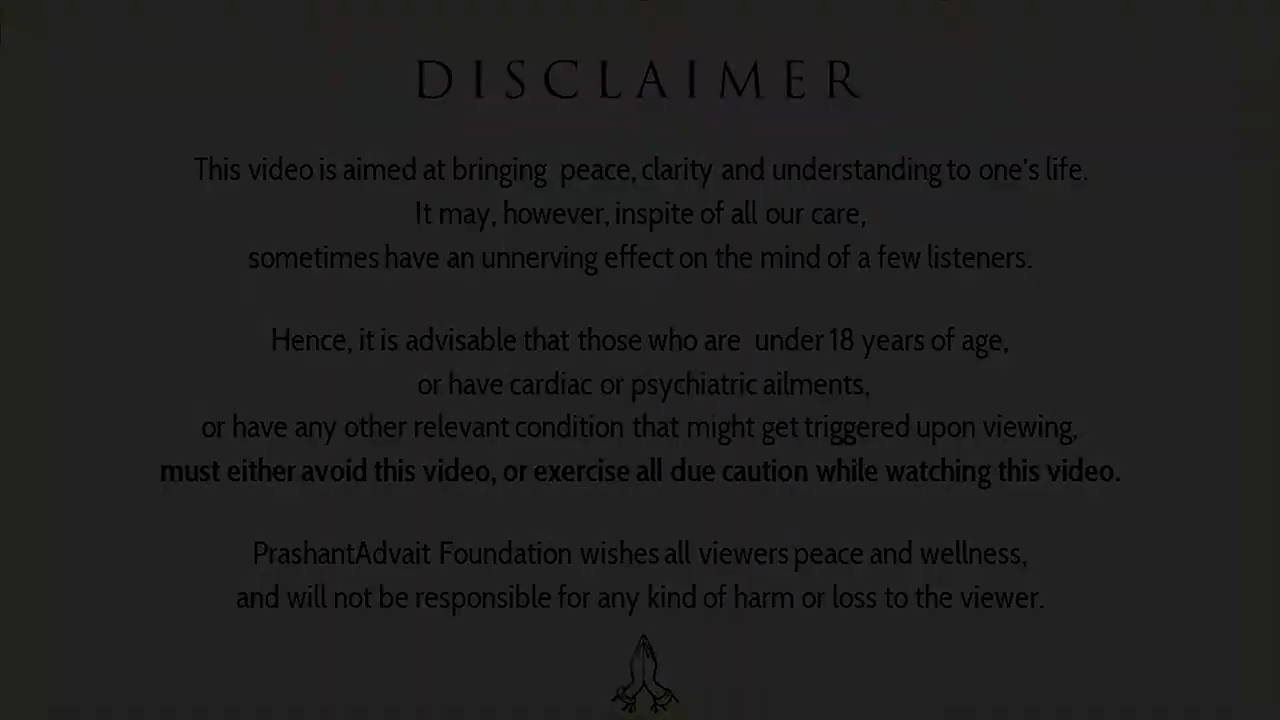 DISCLAIMER
This video is aimed at bringing peace, clarity and understanding to one's life.
It may, however, inspite of all our care,
sometimes have an unnerving effect on the mind of a few listeners.
Hence, it is advisable that those who are under 18 years of age,
or have cardiac or psychiatric ailments,
or have any other relevant condition that might get triggered upon viewing,
must either avoid this video, or exercise all due caution while watching this video.
PrashantAdvait Foundation wishes all viewers peace and wellness,
and will not be responsible for any kind of harm or loss to the viewer.